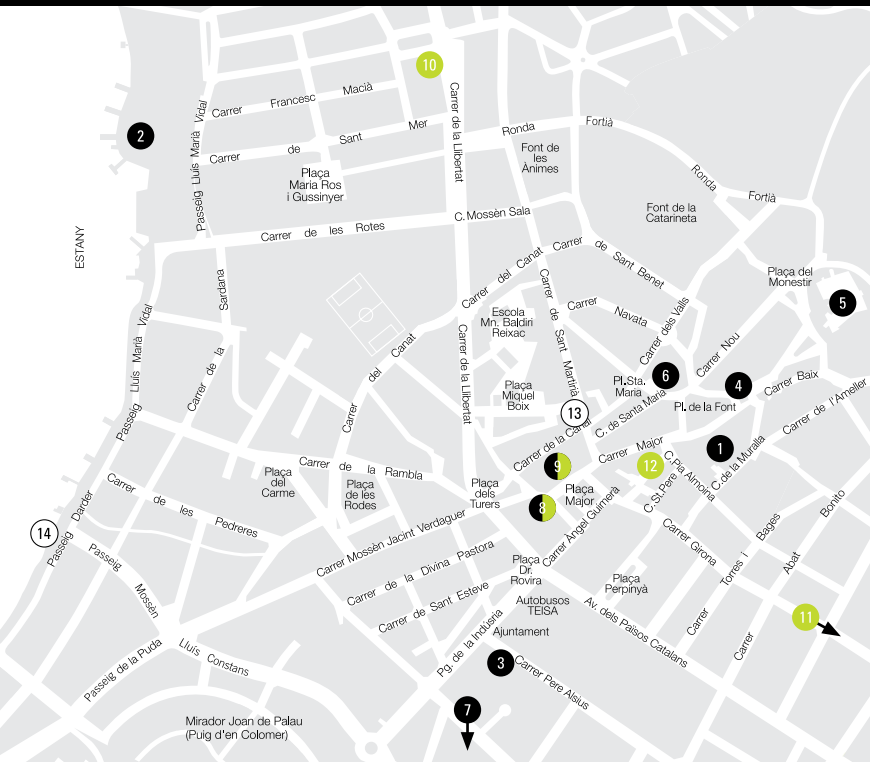 10
Carrer Francesc Macià
2
Carrer de Sant Mer
Ronda Fortià
Font de
les
Ànimes
Passeig Lluís Marià Vidal
Carrer de la Llibertat
Plaça
Maria Ros
i Gussinyer
Ronda Fortià
Font de la
Catarineta
C. Mossèn Sala
Carrer de les Rotes
ESTANY
Carrer de Sant Benet
Plaça del
Monestir
5
Carrer de la Sardana
Carrer del Canat
Carrer de Sant Martirià
Carrer Navata
Carrer dels Valls
Carrer Nou
Passeig Lluís Marià Vidal
Escola
Mn. Baldiri
Reixac
Carrer de la Llibertat
Carrer del Canat
6
4
Carrer Baix
Pl. Sta.
Maria
Plaça
Miquel
Boix
Pl. de la Font
13
C. de Santa Maria
Carrer de l'Ameller
Carrer de la Canal
Carrer Major
1
C. de la Muralla
9
12
C. Pia Almoina
C. St. Pere
Carrer de la Rambla
Plaça
del
Carme
Plaça
de les
Rodes
Plaça
dels
Turers
Plaça
Major
8
Carrer de les Pedreres
Passeig Darder
14
Carrer Mossèn Jacint Verdaguer
Carrer Àngel Guimerà
Carrer Girona
Carrer Torres i Bages
Carrer Abat Bonito
Carrer de la Divina Pastora
Plaça
Dr.
Rovira
Plaça
Perpinyà
Carrer de Sant Esteve
Autobusos
TEISA
Av. dels Països Catalans
11
Passeig Mossèn Lluís Constans
Pg. de la Indúsria
Ajuntament
3
Carrer Pere Alsius
Passeig de la Puda
7
Mirador Joan de Palau
(Puig d'en Colomer)